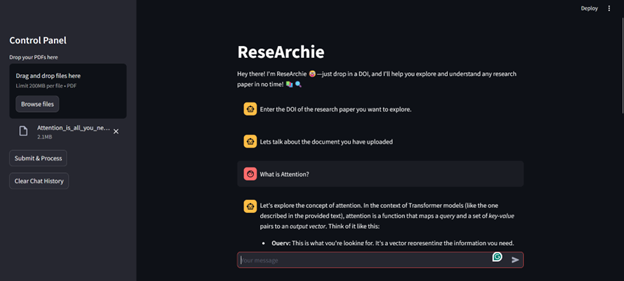 Deploy
Control Panel
Drop your PDFs here
Drag and drop files here
Limit 200MB per file • PDF
Browse files
Attention_is_all_you_ne...
2.1MB
Submit & Process
Clear Chat History
ReseArchie
Hey there! I'm ReseArchie —just drop in a DOI, and I'll help you explore and understand any research
paper in no time!
Enter the DOI of the research paper you want to explore.
Lets talk about the document you have uploaded
What is Attention?
Let's explore the concept of attention. In the context of Transformer models (like the one
described in the provided text), attention is a function that maps a query and a set of key-value
pairs to an output vector. Think of it like this:
• Query: This is what you're looking for. It's a vector representing the information you need.
Your message